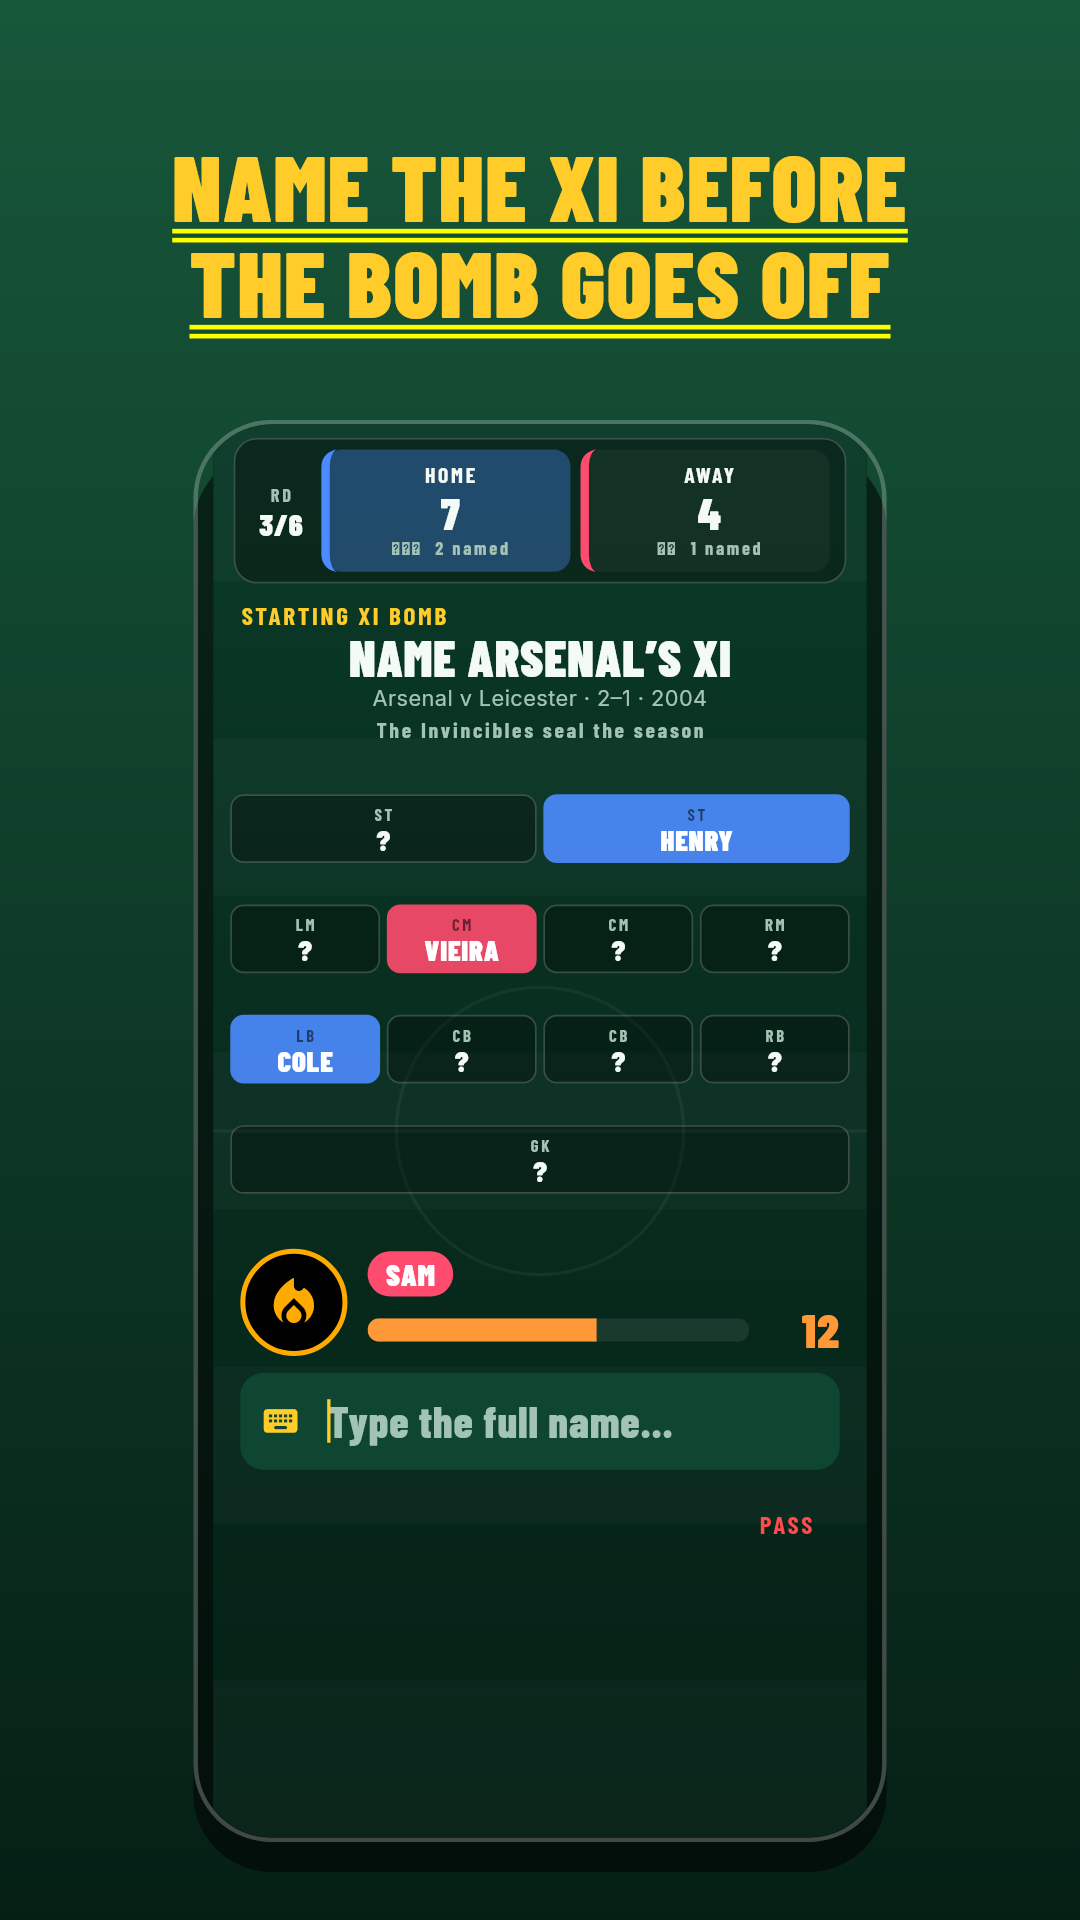 NAME THE XI BEFORE
THE BOMB GOES OFF
RD
3/6
HOME
7
2 named
AWAY
4
1 named
STARTING XI BOMB
NAME ARSENAL’S XI
Arsenal v Leicester · 2–1 · 2004
The Invincibles seal the season
ST
?
ST
HENRY
LM
?
CM
VIEIRA
CM
?
RM
?
LB
COLE
CB
?
CB
?
RB
?
GK
?
SAM
12
Type the full name...
PASS